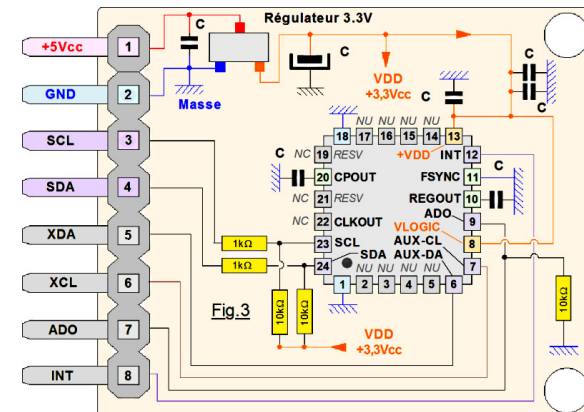 Régulateur 3.3V
+5Vcc 1
C
C
VDD
+3,3Vcc
C
C
GND 2
Masse
SCL 3
SDA 4
XDA 5
XCL 6
ADO 7
INT 8
NU NU NU NU
18 17 16 15 14 13
+VDD
INT 12
NC 19 RESV
FSYNC 11
C
20 CPOUT
REGOUT 10
C
NC 21 RESV
ADO 9
NC 22 CLKOUT
VLOGIC 8
1kΩ
23 SCL
AUX-CL 7
1kΩ
24 SDA
AUX-DA
NU NU NU NU
1 2 3 4 5 6
10kΩ
10kΩ
10kΩ
Fig.3
VDD
+3,3Vcc